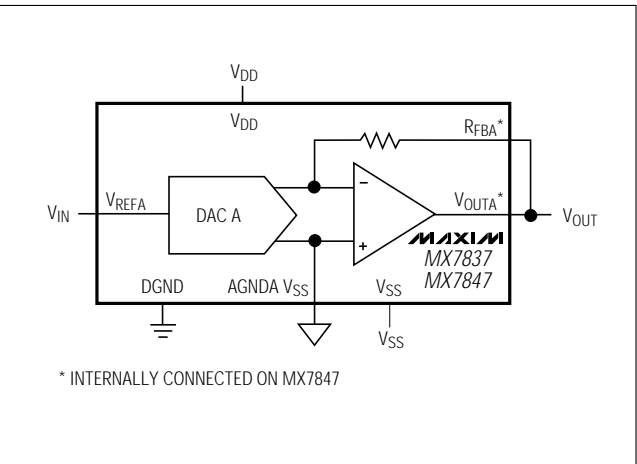 VDD
VDD
RFBA*
VREFA
VIN
DAC A
–
+
VOUTA*
VOUT
MAXIM
MX7837
MX7847
DGND
AGNDA VSS
VSS
VSS
* INTERNALLY CONNECTED ON MX7847